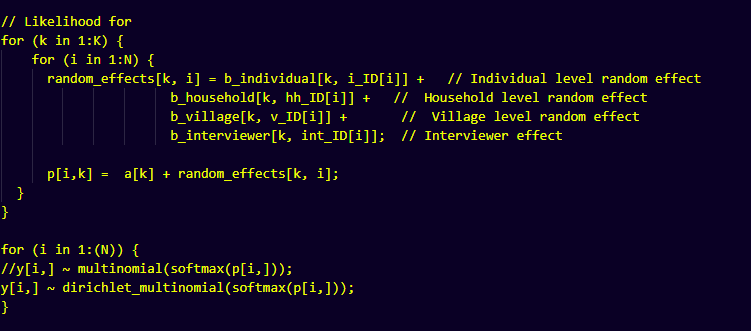 // Likelihood for
for (k in 1:K) {
    for (i in 1:N) {
      random_effects[k, i] = b_individual[k, i_ID[i]] +   // Individual level random effect
                      b_household[k, hh_ID[i]] +   //  Household level random effect
                      b_village[k, v_ID[i]] +       //  Village level random effect
                      b_interviewer[k, int_ID[i]];  // Interviewer effect
      p[i,k] =  a[k] + random_effects[k, i];
  }
}
for (i in 1:(N)) {
//y[i,] ~ multinomial(softmax(p[i,]));
y[i,] ~ dirichlet_multinomial(softmax(p[i,]));
}